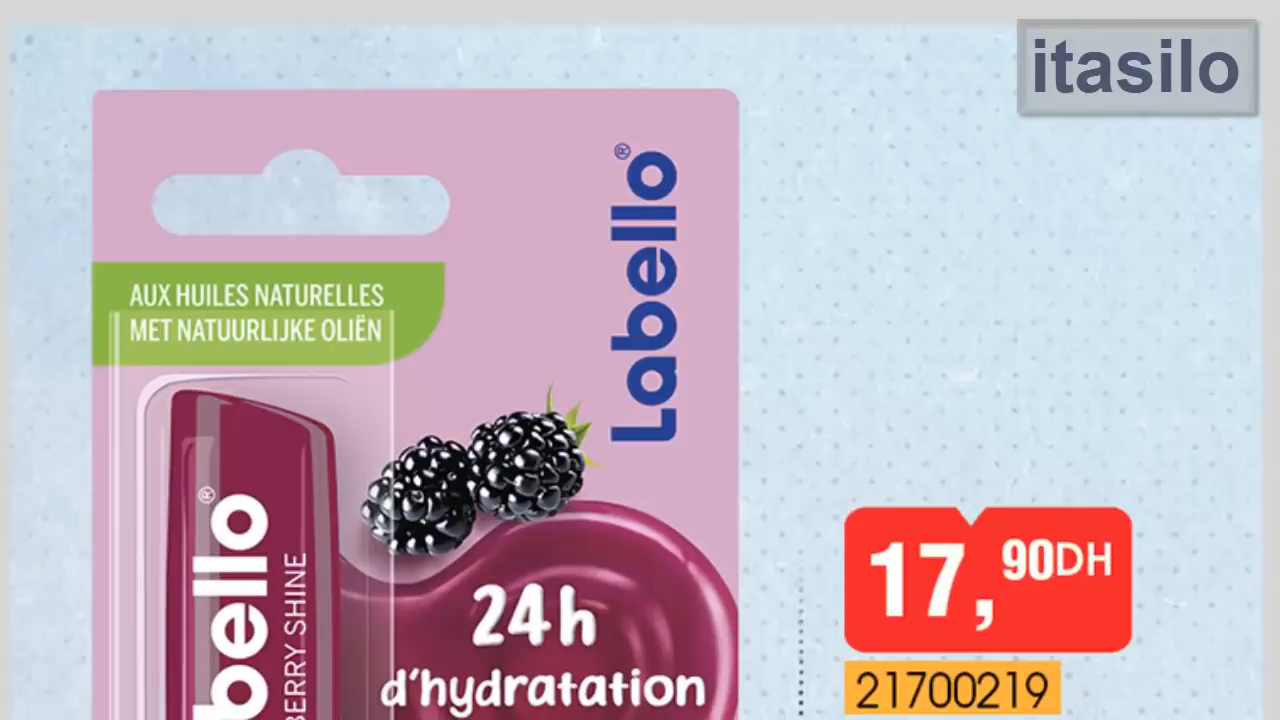 itasilo
Labello®
AUX HUILES NATURELLES
MET NATUURLIJKE OLIËN
bello®
BERRY SHINE
24h
d'hydratation
17,90DH
21700219